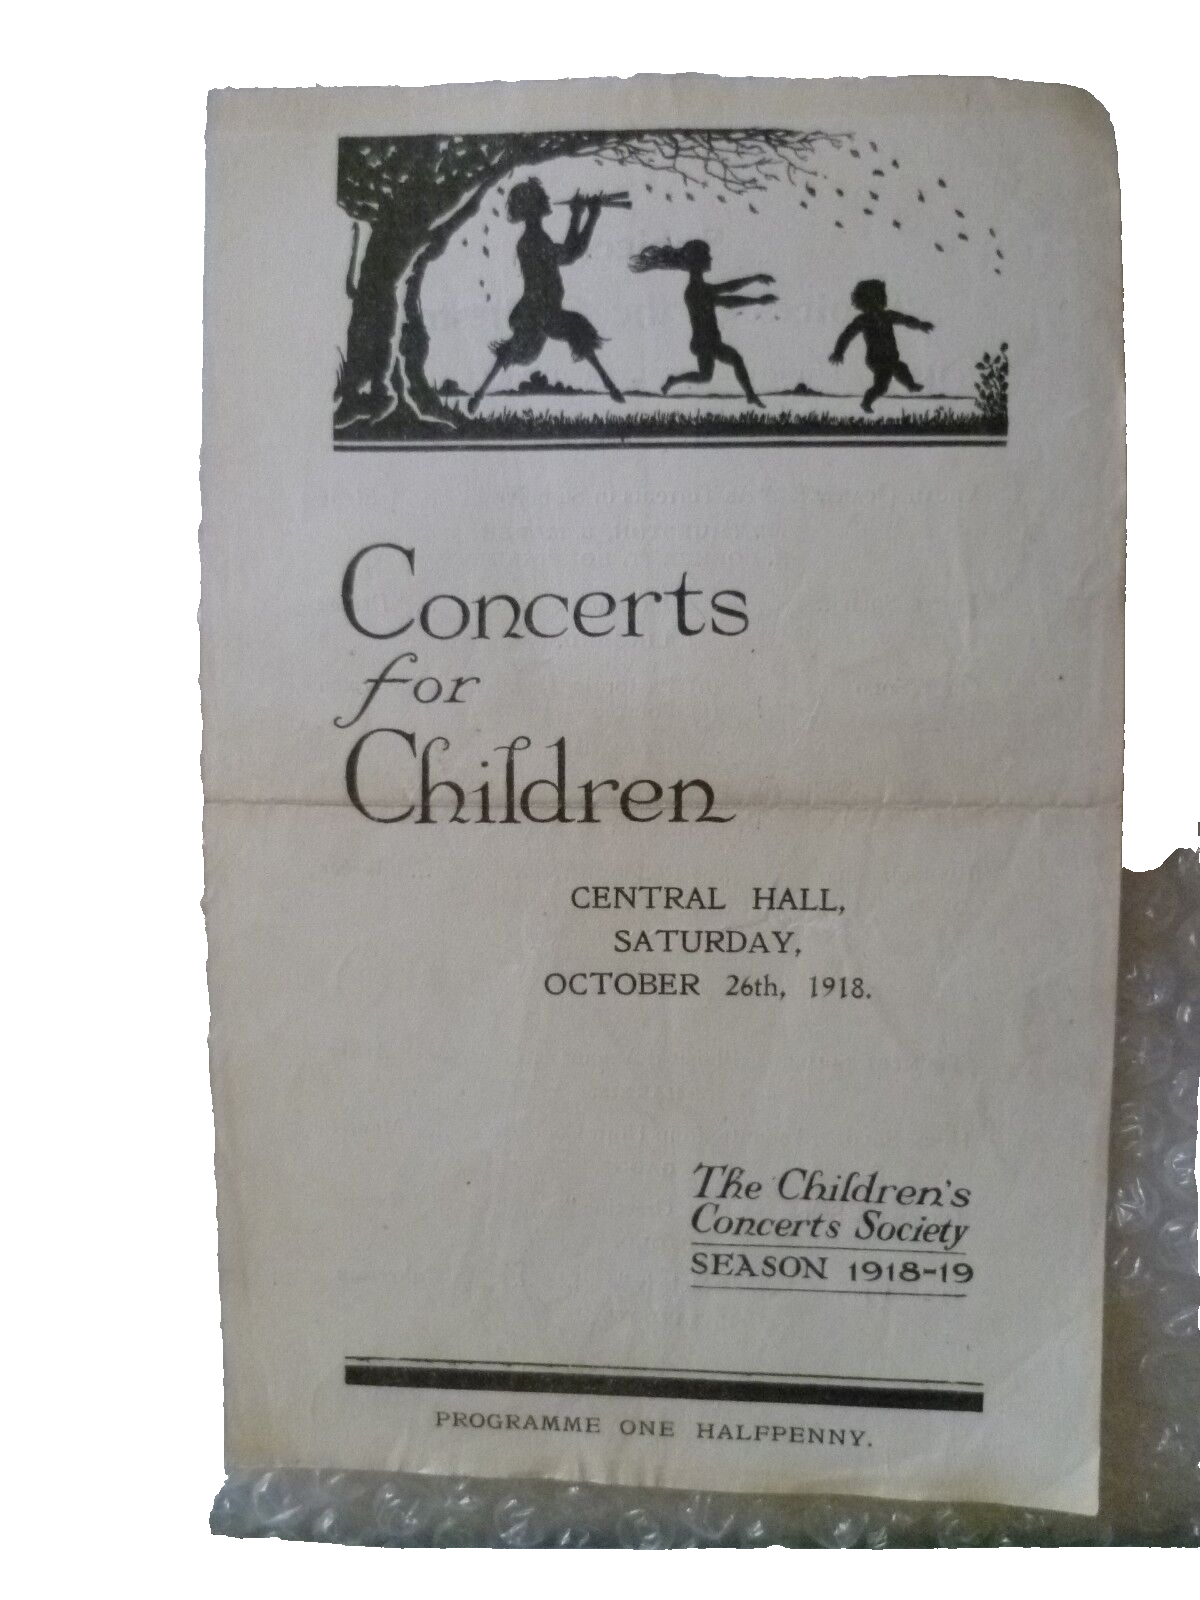 Concerts
for
Children
CENTRAL HALL,
SATURDAY,
OCTOBER 26th, 1918.
The Children's
Concerts Society
SEASON 1918-19
PROGRAMME ONE HALFPENNY.